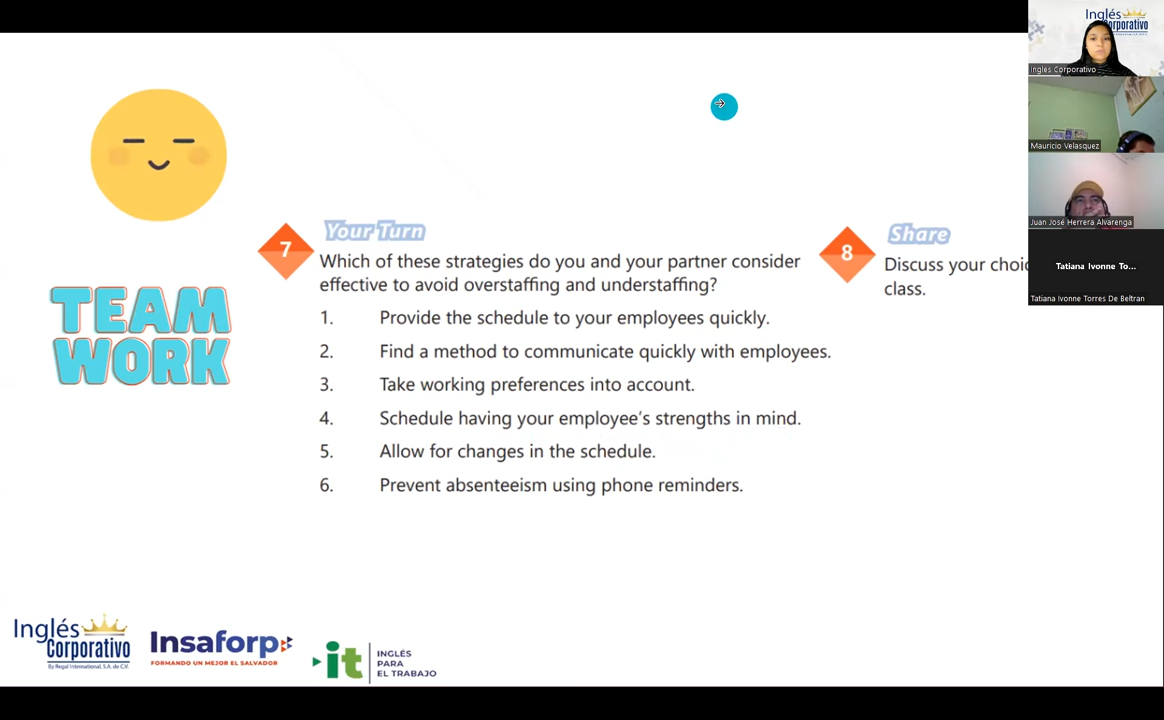 Inglés
Corporativo
Inglés Corporativo
Mauricio Velasquez
Juan José Herrera Alvarenga
Tatiana Ivonne To...
Tatiana Ivonne Torres De Beltran
TEAM
WORK
7
Your Turn
Which of these strategies do you and your partner consider
effective to avoid overstaffing and understaffing?
1. Provide the schedule to your employees quickly.
2. Find a method to communicate quickly with employees.
3. Take working preferences into account.
4. Schedule having your employee's strengths in mind.
5. Allow for changes in the schedule.
6. Prevent absenteeism using phone reminders.
8
Share
Discuss your choi
class.
Inglés
Corporativo
By Regal International, S.A. de C.V.
Insaforp
FORMANDO UN MEJOR EL SALVADOR
it
INGLÉS
PARA
EL TRABAJO